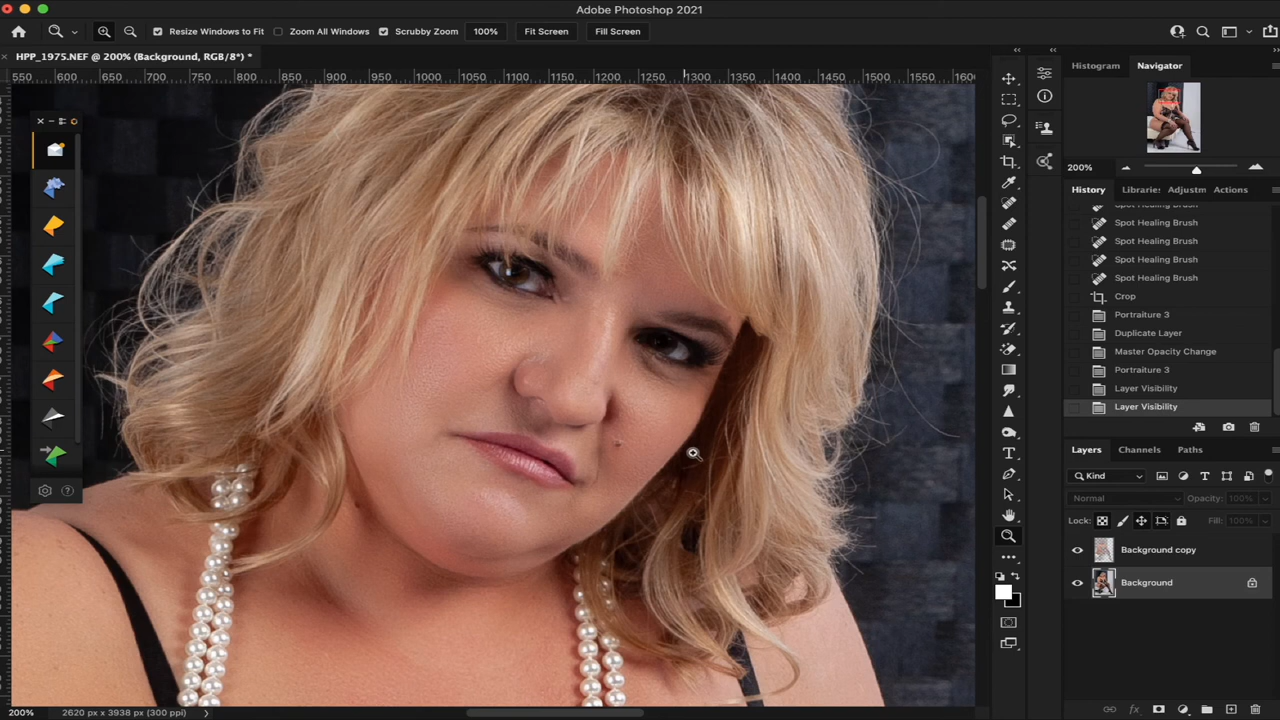 Adobe Photoshop 2021
Resize Windows to Fit
Zoom All Windows
Scrubby Zoom
100%
Fit Screen
Fill Screen
HPP_1975.NEF @ 200% (Background, RGB/8*) *
550 600 650 700 750 800 850 900 950 1000 1050 1100 1150 1200 1250 1300 1350 1400 1450 1500 1550 1600
Histogram
Navigator
200%
History
Librarie:
Adjustm
Actions
Spot Healing Brush
Spot Healing Brush
Spot Healing Brush
Spot Healing Brush
Spot Healing Brush
Crop
Portraiture 3
Duplicate Layer
Master Opacity Change
Portraiture 3
Layer Visibility
Layer Visibility
Layers
Channels
Paths
Kind
Normal
Opacity: 100%
Lock:
Fill: 100%
Background copy
Background
200%
2620 px x 3938 px (300 ppi)